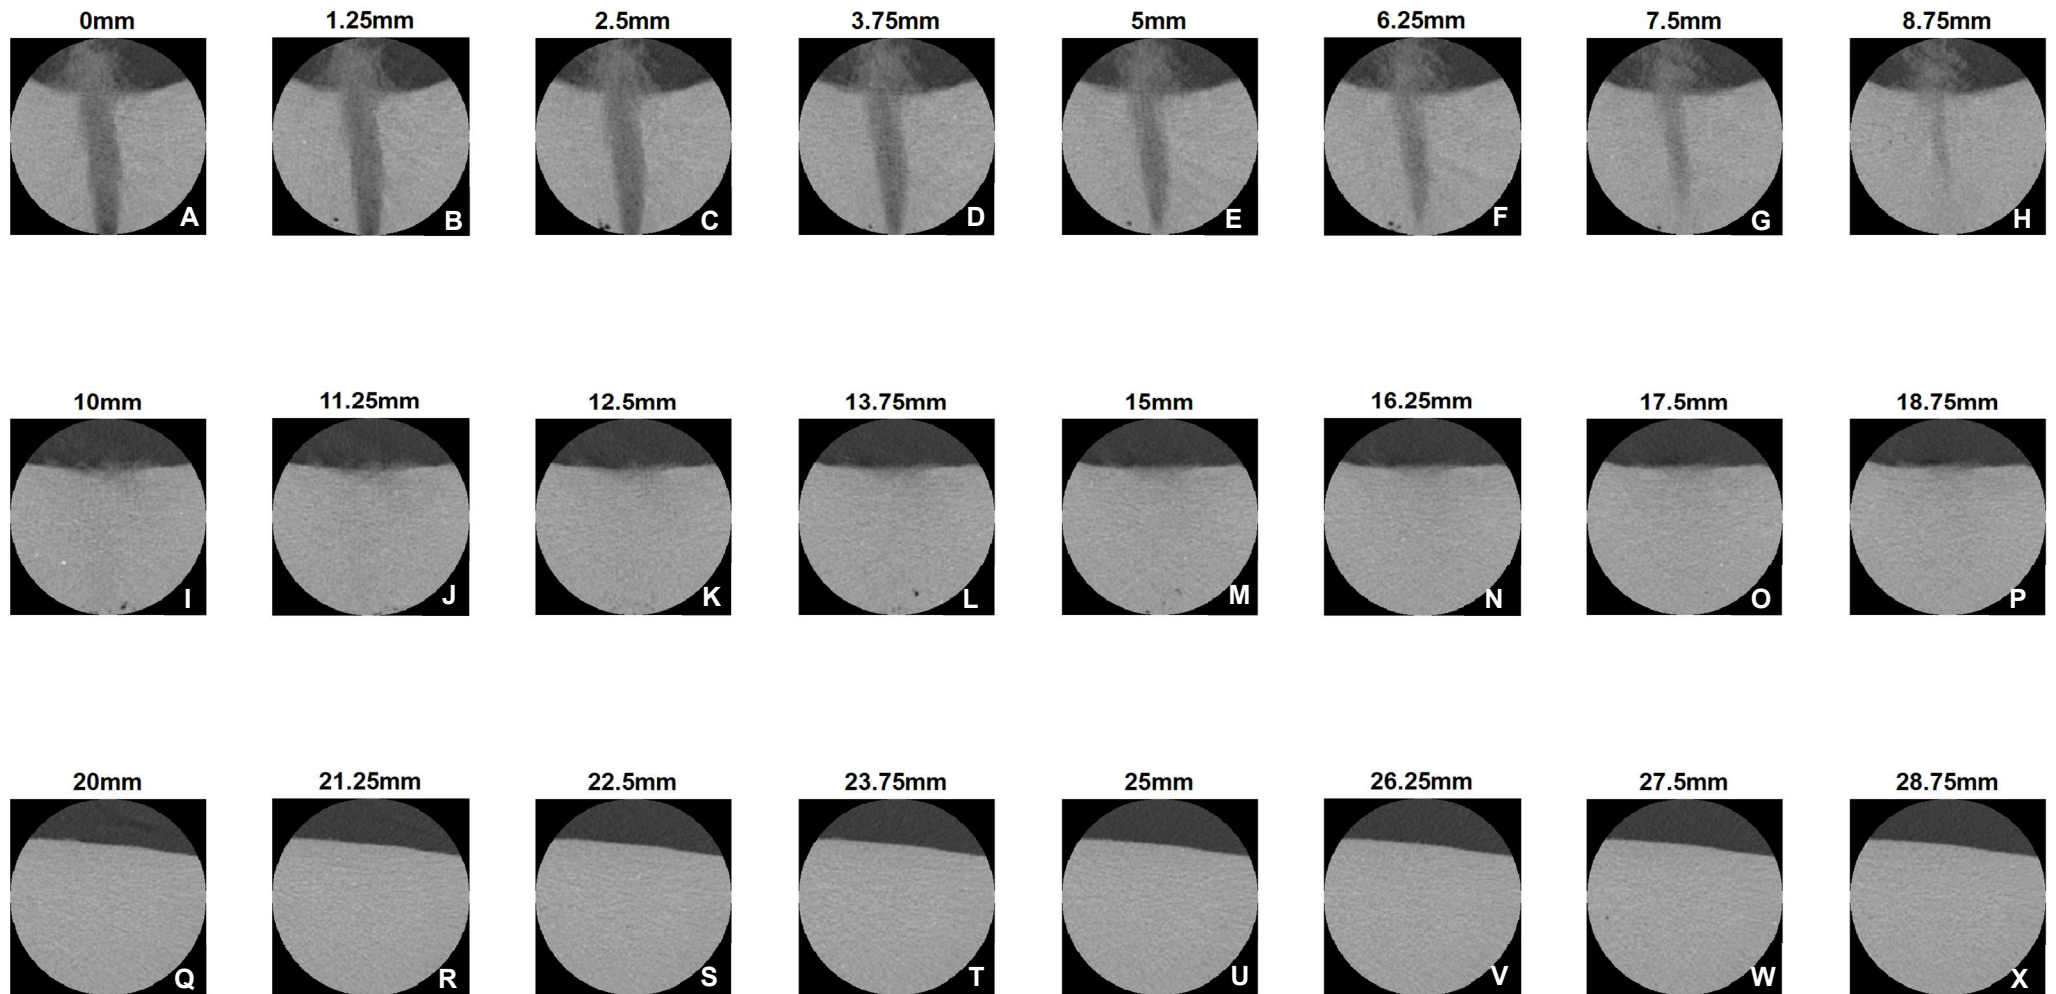 0mm 1.25mm 2.5mm 3.75mm 5mm 6.25mm 7.5mm 8.75mm
A B C D E F G H
10mm 11.25mm 12.5mm 13.75mm 15mm 16.25mm 17.5mm 18.75mm
I J K L M N O P
20mm 21.25mm 22.5mm 23.75mm 25mm 26.25mm 27.5mm 28.75mm
Q R S T U V W X